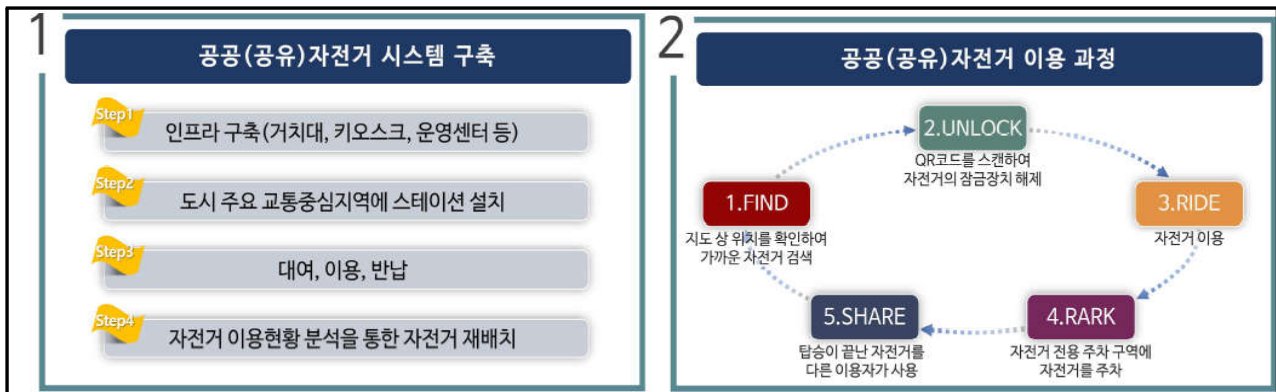 1
공공(공유)자전거 시스템 구축
Step1
인프라 구축(거치대, 키오스크, 운영센터 등)
Step2
도시 주요 교통중심지역에 스테이션 설치
Step3
대여, 이용, 반납
Step4
자전거 이용현황 분석을 통한 자전거 재배치
2
공공(공유)자전거 이용 과정
1.FIND
지도 상 위치를 확인하여
가까운 자전거 검색
2.UNLOCK
QR코드를 스캔하여
자전거의 잠금장치 해제
3.RIDE
자전거 이용
4.RARK
자전거 전용 주차 구역에
자전거를 주차
5.SHARE
탑승이 끝난 자전거를
다른 이용자가 사용